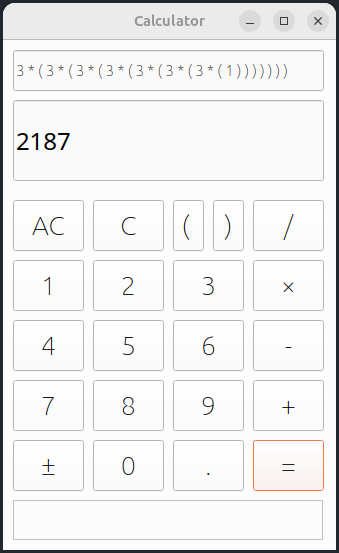 Calculator
3*(3*(3*(3*(3*(3*(3*(1)))))))
2187
AC C ( ) /
1 2 3 ×
4 5 6 -
7 8 9 +
± 0 . =